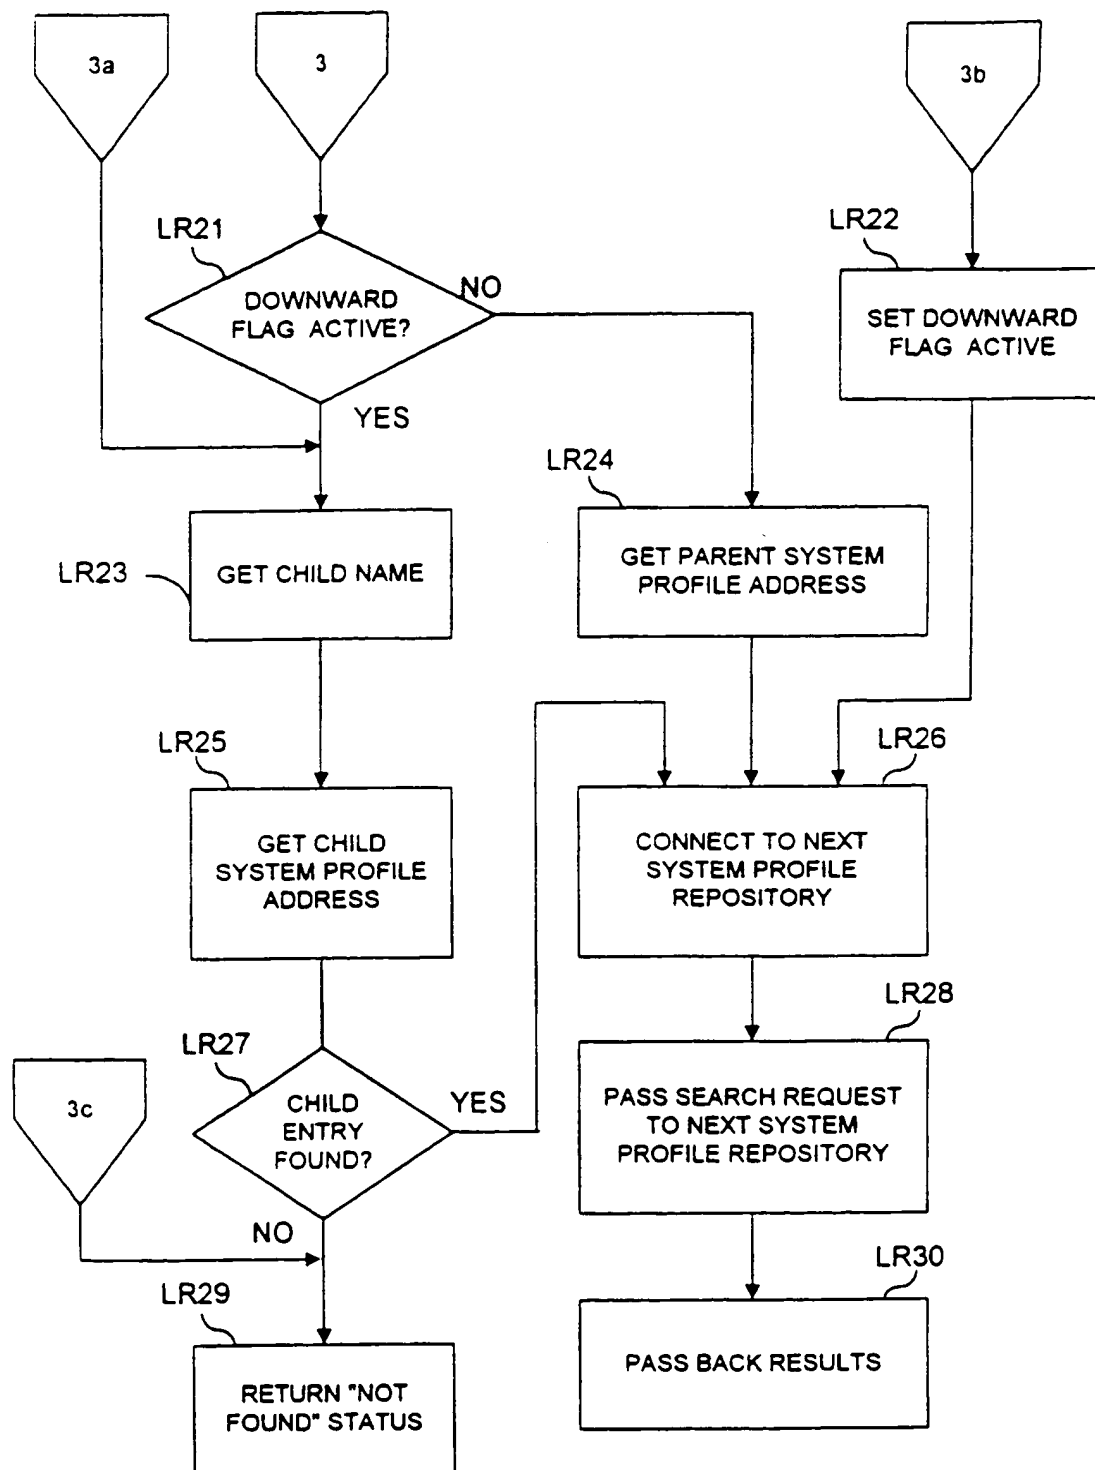 3a
3
3b
LR21
LR22
DOWNWARD
FLAG ACTIVE?
NO
SET DOWNWARD
FLAG ACTIVE
YES
LR24
LR23
GET CHILD NAME
GET PARENT SYSTEM
PROFILE ADDRESS
LR25
LR26
GET CHILD
SYSTEM PROFILE
ADDRESS
CONNECT TO NEXT
SYSTEM PROFILE
REPOSITORY
LR28
LR27
3c
CHILD
ENTRY
FOUND?
YES
PASS SEARCH REQUEST
TO NEXT SYSTEM
PROFILE REPOSITORY
NO
LR30
LR29
PASS BACK RESULTS
RETURN "NOT
FOUND" STATUS